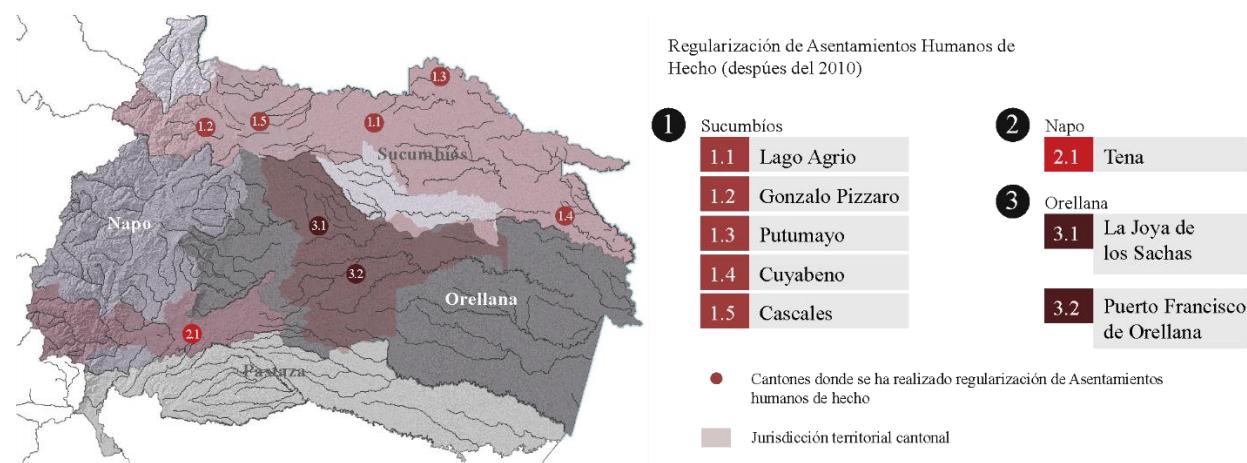 1.3
1.2
1.5
1.1
Sucumbíos
1.4
Napo
3.1
3.2
Orellana
2.1
Pastaza
Regularización de Asentamientos Humanos de
Hecho (despúes del 2010)
1
Sucumbíos
1.1 Lago Agrio
1.2 Gonzalo Pizzaro
1.3 Putumayo
1.4 Cuyabeno
1.5 Cascales
2
Napo
2.1 Tena
3
Orellana
3.1 La Joya de
los Sachas
3.2 Puerto Francisco
de Orellana
Cantones donde se ha realizado regularización de Asentamientos
humanos de hecho
Jurisdicción territorial cantonal